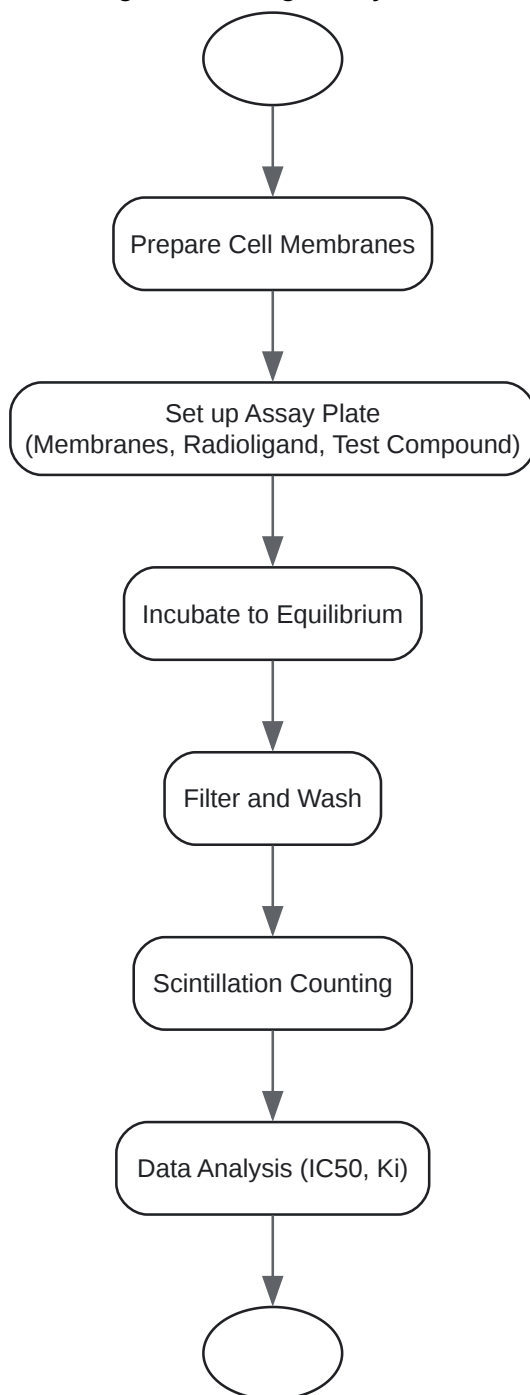 Prepare Cell Membranes
Set up Assay Plate
(Membranes, Radioligand, Test Compound)
Incubate to Equilibrium
Filter and Wash
Scintillation Counting
Data Analysis (IC50, Ki)